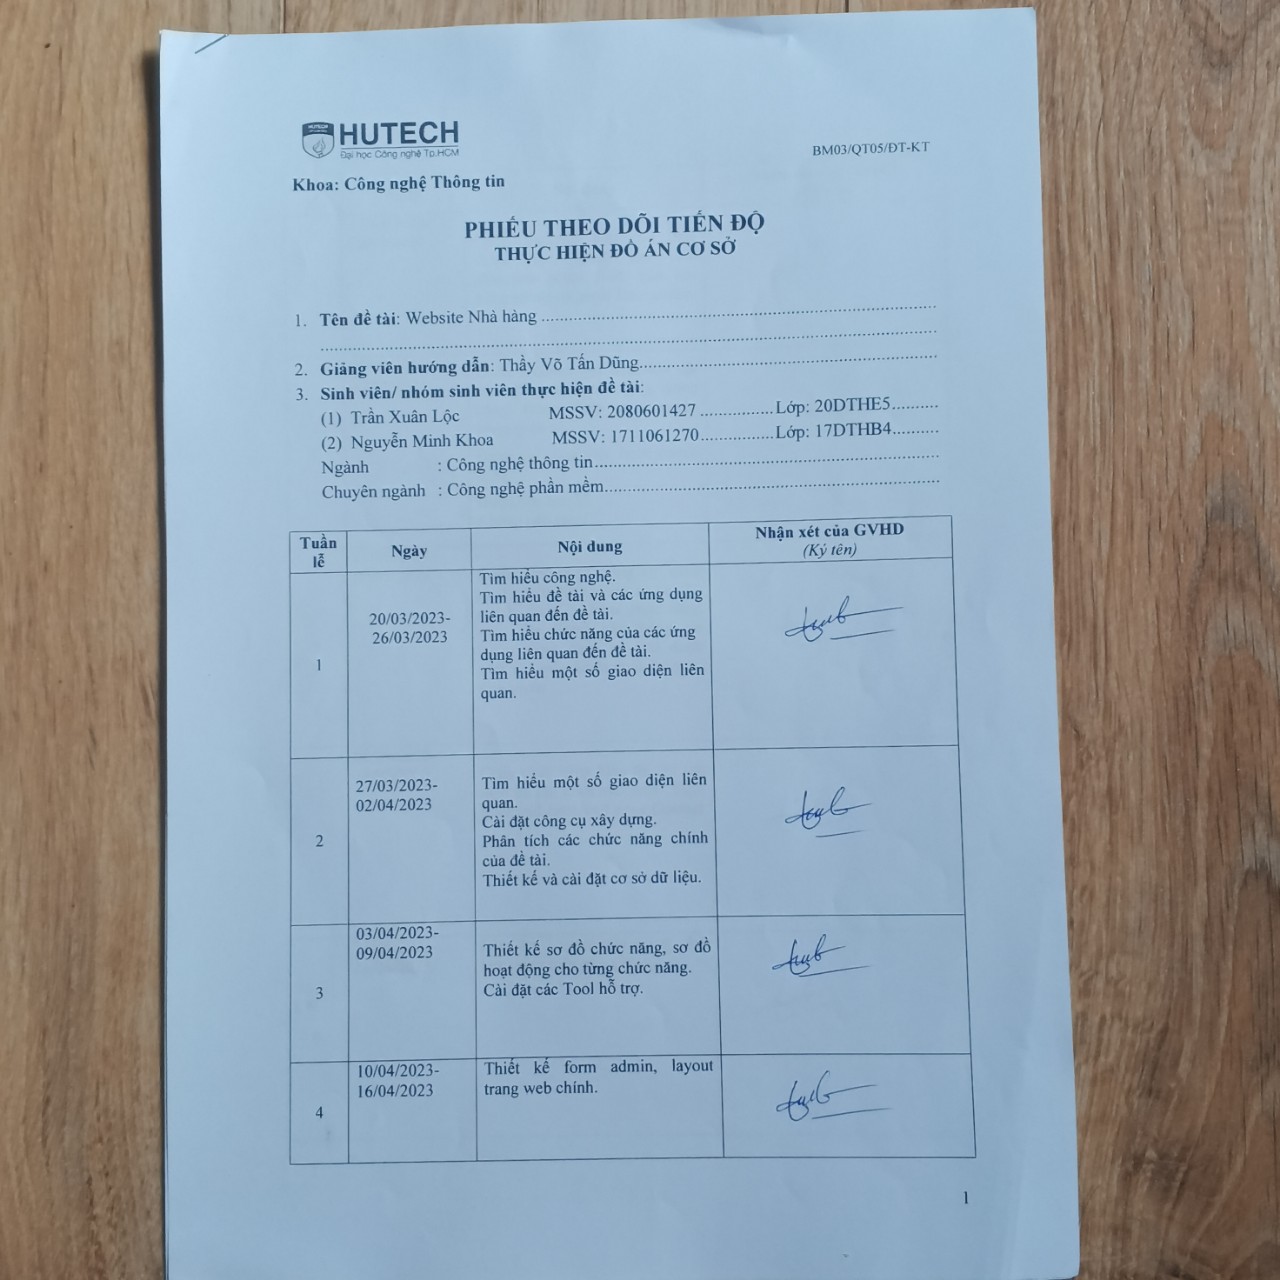 HUTECH
HUTECH
Đại học Công nghệ Tp.HCM
BM03/QT05/ĐT-KT
Khoa: Công nghệ Thông tin
PHIẾU THEO DÕI TIẾN ĐỘ
THỰC HIỆN ĐỒ ÁN CƠ SỞ
1. Tên đề tài: Website Nhà hàng
2. Giảng viên hướng dẫn: Thầy Võ Tấn Dũng
3. Sinh viên/ nhóm sinh viên thực hiện đề tài:
(1) Trần Xuân Lộc MSSV: 2080601427 Lớp: 20DTHE5
(2) Nguyễn Minh Khoa MSSV: 1711061270 Lớp: 17DTHB4
Ngành : Công nghệ thông tin
Chuyên ngành : Công nghệ phần mềm
Tuần
lễ
Ngày
Nội dung
Nhận xét của GVHD
(Ký tên)
1
20/03/2023-
26/03/2023
Tìm hiểu công nghệ.
Tìm hiểu đề tài và các ứng dụng
liên quan đến đề tài.
Tìm hiểu chức năng của các ứng
dụng liên quan đến đề tài.
Tìm hiểu một số giao diện liên
quan.
2
27/03/2023-
02/04/2023
Tìm hiểu một số giao diện liên
quan.
Cài đặt công cụ xây dựng.
Phân tích các chức năng chính
của đề tài.
Thiết kế và cài đặt cơ sở dữ liệu.
3
03/04/2023-
09/04/2023
Thiết kế sơ đồ chức năng, sơ đồ
hoạt động cho từng chức năng.
Cài đặt các Tool hỗ trợ.
4
10/04/2023-
16/04/2023
Thiết kế form admin, layout
trang web chính.
1